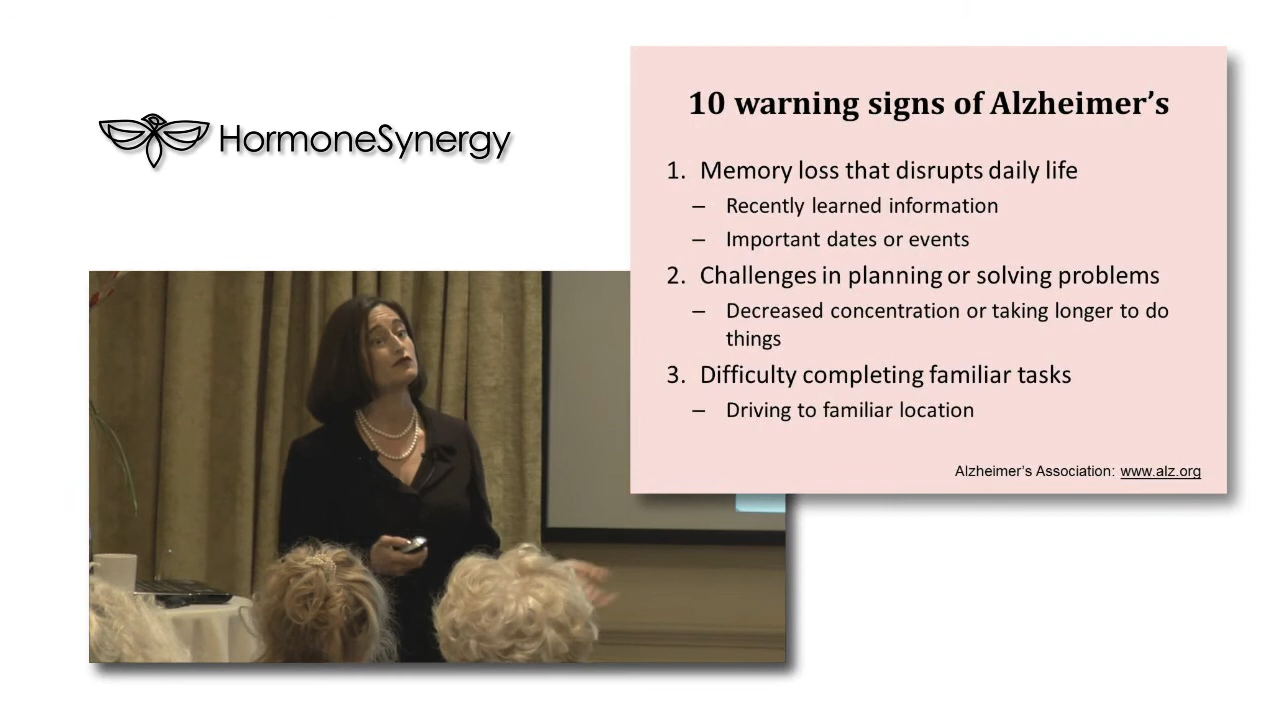 HormoneSynergy
10 warning signs of Alzheimer’s
1. Memory loss that disrupts daily life
– Recently learned information
– Important dates or events
2. Challenges in planning or solving problems
– Decreased concentration or taking longer to do
things
3. Difficulty completing familiar tasks
– Driving to familiar location
Alzheimer’s Association: www.alz.org